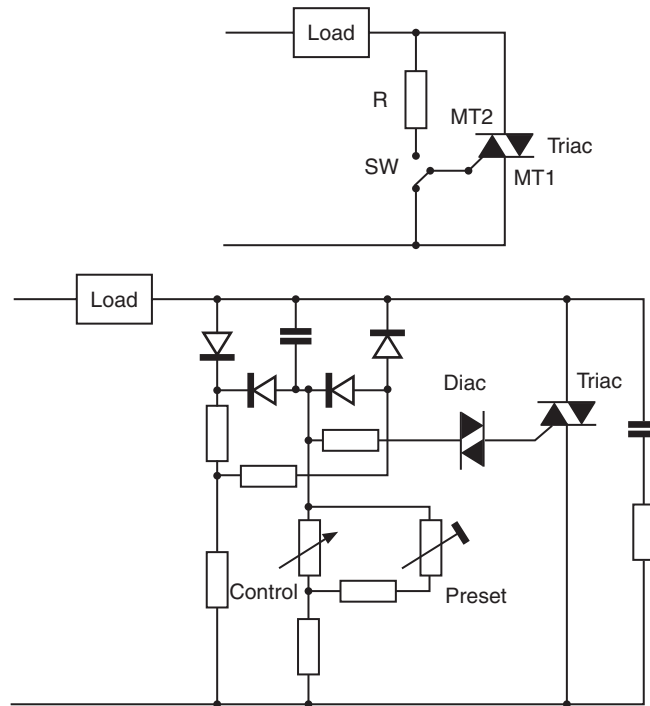 Load
R
MT2
Triac
SW
MT1
Load
Diac
Triac
Control
Preset